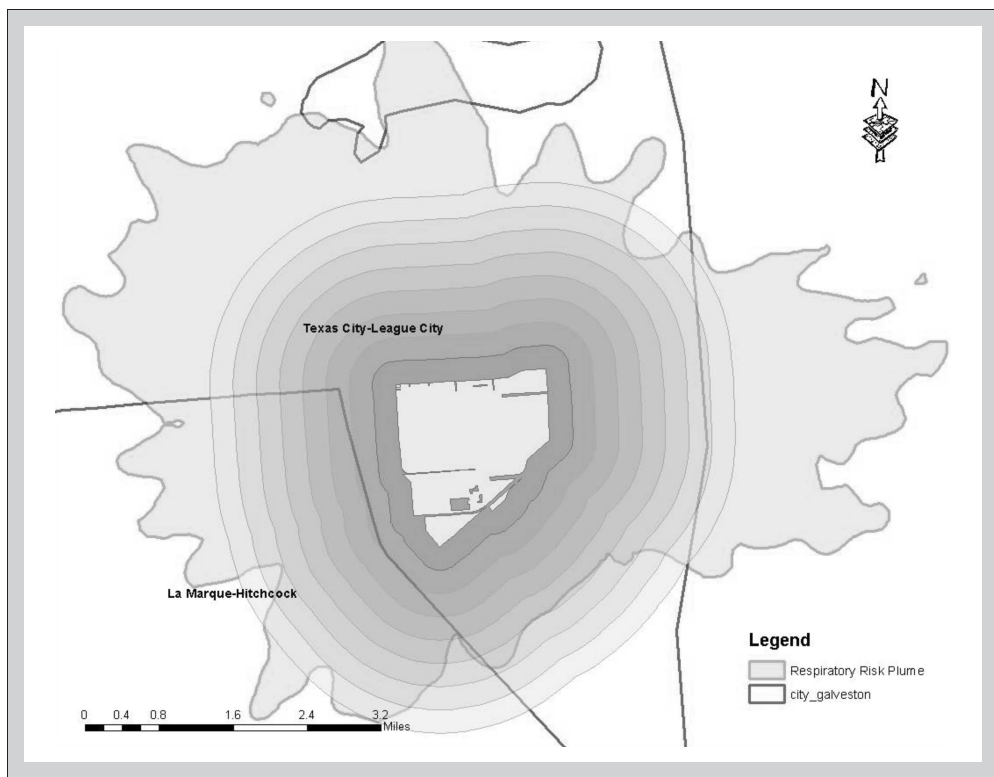 N
Texas City-League City
La Marque-Hitchcock
Legend
Respiratory Risk Plume
city_galveston
0 0.4 0.8 1.6 2.4 3.2
Miles